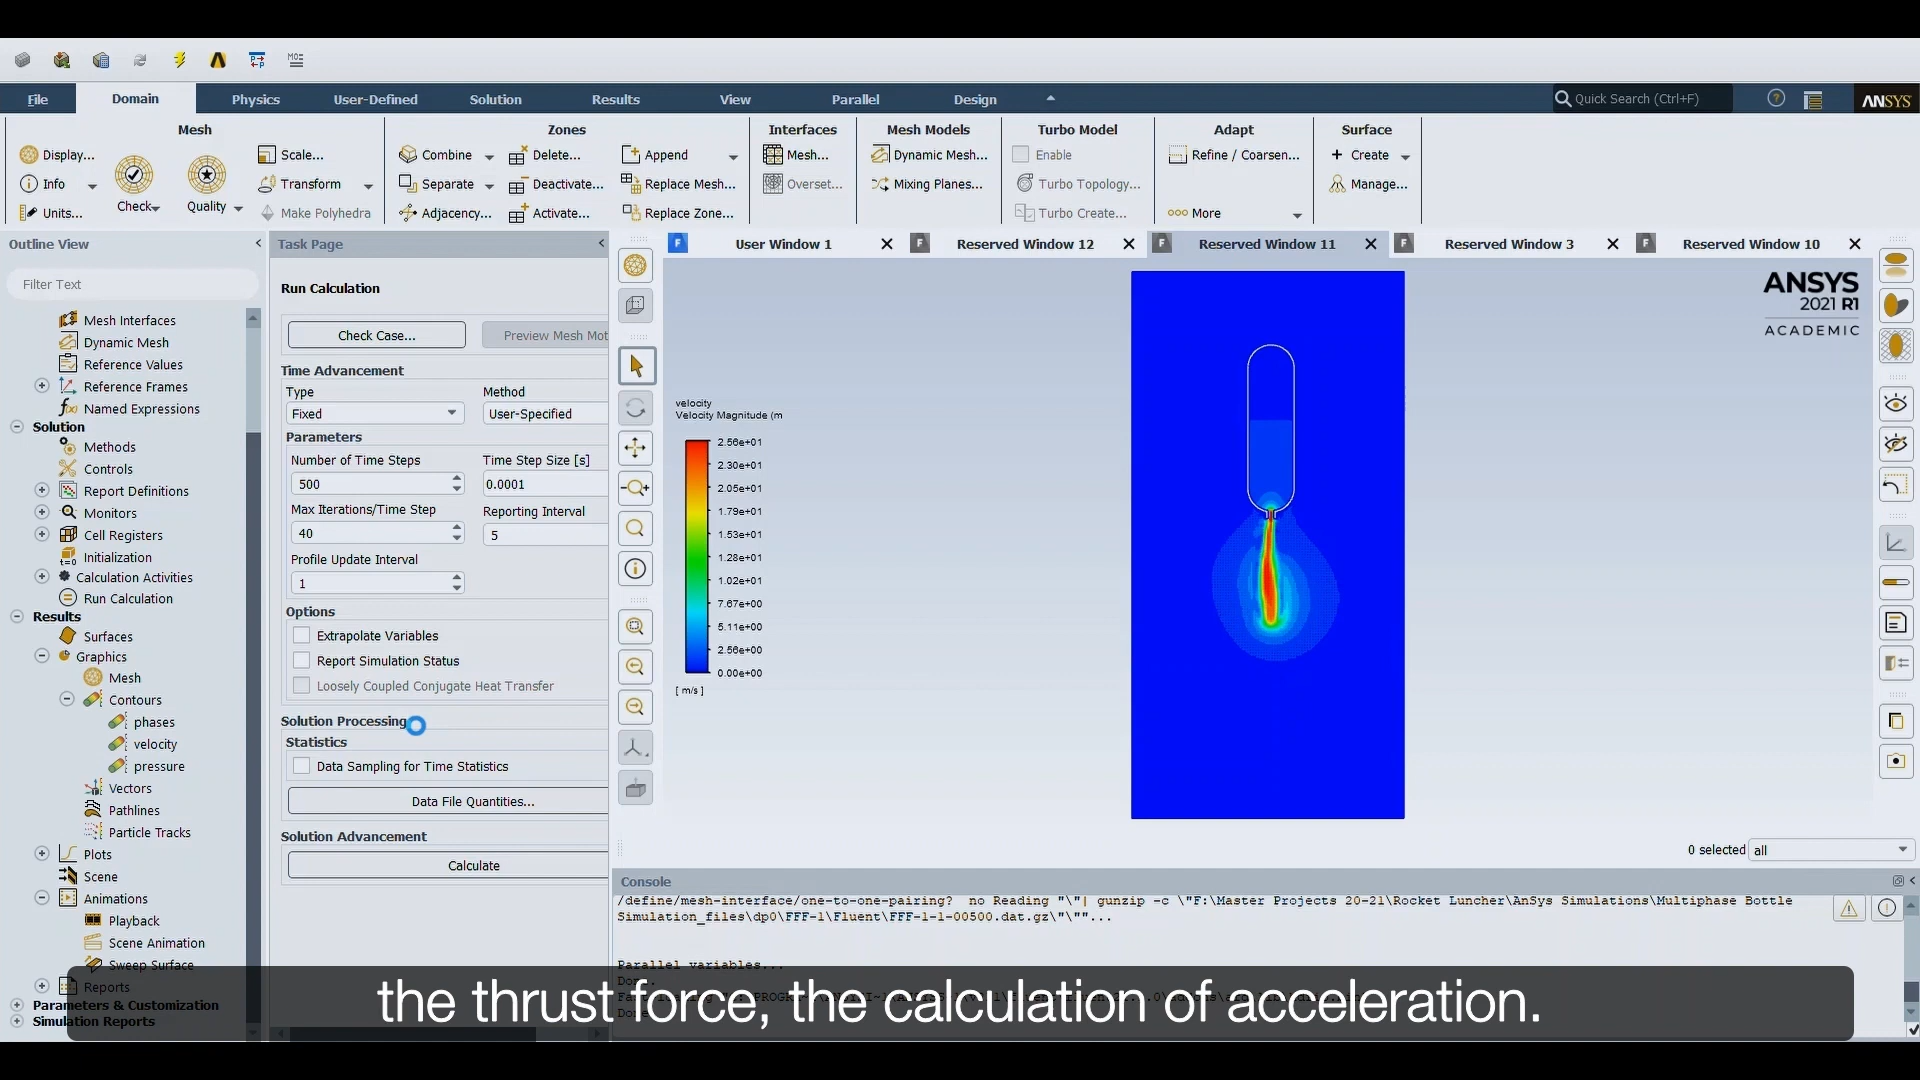 File
Domain
Physics
User-Defined
Solution
Results
View
Parallel
Design
Quick Search (Ctrl+F)
ANSYS
Mesh
Zones
Interfaces
Mesh Models
Turbo Model
Adapt
Surface
Display...
Info
Units...
Check
Quality
Scale...
Transform
Make Polyhedra
Combine
Separate
Adjacency...
Delete...
Deactivate...
Activate...
Append
Replace Mesh...
Replace Zone...
Mesh...
Overset...
Dynamic Mesh...
Mixing Planes...
Enable
Turbo Topology...
Turbo Create...
Refine / Coarsen...
More
Create
Manage...
Outline View
Filter Text
Mesh Interfaces
Dynamic Mesh
Reference Values
Reference Frames
Named Expressions
Solution
Methods
Controls
Report Definitions
Monitors
Cell Registers
Initialization
Calculation Activities
Run Calculation
Results
Surfaces
Graphics
Mesh
Contours
phases
velocity
pressure
Vectors
Pathlines
Particle Tracks
Plots
Scene
Animations
Playback
Scene Animation
Sweep Surface
Reports
Parameters & Customization
Simulation Reports
Task Page
Run Calculation
Check Case...
Preview Mesh Mot
Time Advancement
Type
Method
Fixed
User-Specified
Parameters
Number of Time Steps
Time Step Size [s]
500
0.0001
Max Iterations/Time Step
Reporting Interval
40
5
Profile Update Interval
1
Options
Extrapolate Variables
Report Simulation Status
Loosely Coupled Conjugate Heat Transfer
Solution Processing
Statistics
Data Sampling for Time Statistics
Data File Quantities...
Solution Advancement
Calculate
User Window 1
Reserved Window 12
Reserved Window 11
Reserved Window 3
Reserved Window 10
ANSYS
2021 R1
ACADEMIC
velocity
Velocity Magnitude (m
2.56e+01
2.30e+01
2.05e+01
1.79e+01
1.53e+01
1.28e+01
1.02e+01
7.67e+00
5.11e+00
2.56e+00
0.00e+00
[ m/s ]
0 selected
all
Console
/define/mesh-interface/one-to-one-pairing?  no Reading "\"| gunzip -c \"F:\Master Projects 20-21\Rocket Luncher\AnSys Simulations\Multiphase Bottle
Simulation_files\dp0\FFF-1\Fluent\FFF-1-1-00500.dat.gz\"\""...
Parallel variables...
the thrust force, the calculation of acceleration.